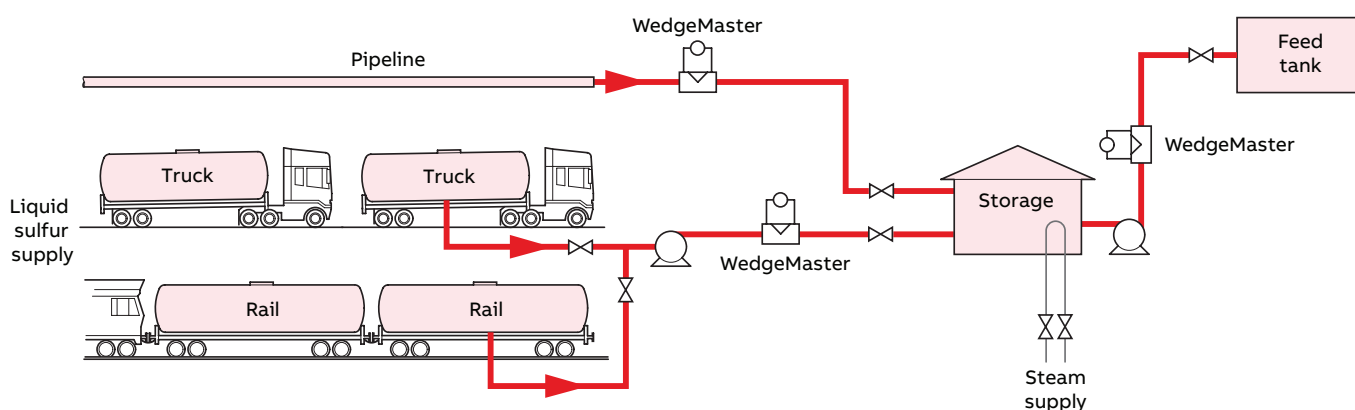 WedgeMaster
Pipeline
Feed
tank
WedgeMaster
Truck
Truck
Storage
Liquid
sulfur
supply
WedgeMaster
Rail
Rail
Steam
supply